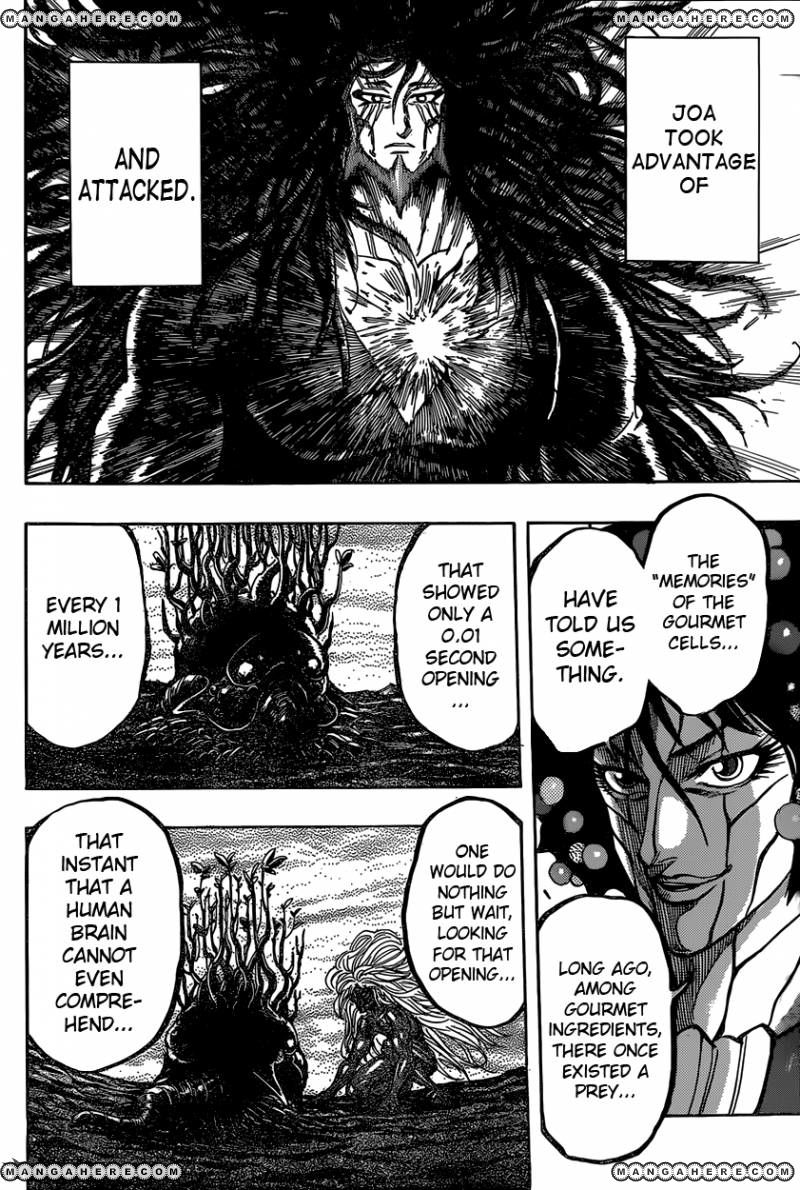 MANGAHERE.COM
MANGAHERE.COM
JOA
TOOK
ADVANTAGE
OF
AND
ATTACKED.
THE
"MEMORIES"
OF THE
GOURMET
CELLS...
HAVE
TOLD US
SOME-
THING.
LONG AGO,
AMONG
GOURMET
INGREDIENTS,
THERE ONCE
EXISTED A
PREY...
THAT
SHOWED
ONLY A
0.01
SECOND
OPENING
...
EVERY 1
MILLION
YEARS...
ONE
WOULD DO
NOTHING
BUT WAIT,
LOOKING
FOR THAT
OPENING...
THAT
INSTANT
THAT A
HUMAN
BRAIN
CANNOT
EVEN
COMPRE-
HEND...
MANGAHERE.COM
MANGAHERE.COM